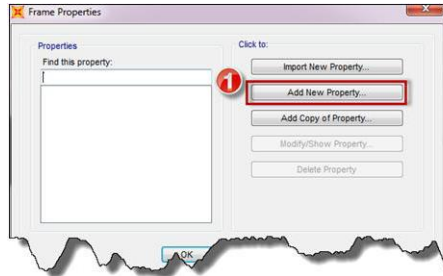 Frame Properties
Properties
Find this property:
Click to:
Import New Property...
1
Add New Property...
Add Copy of Property...
Modify/Show Property...
Delete Property
OK